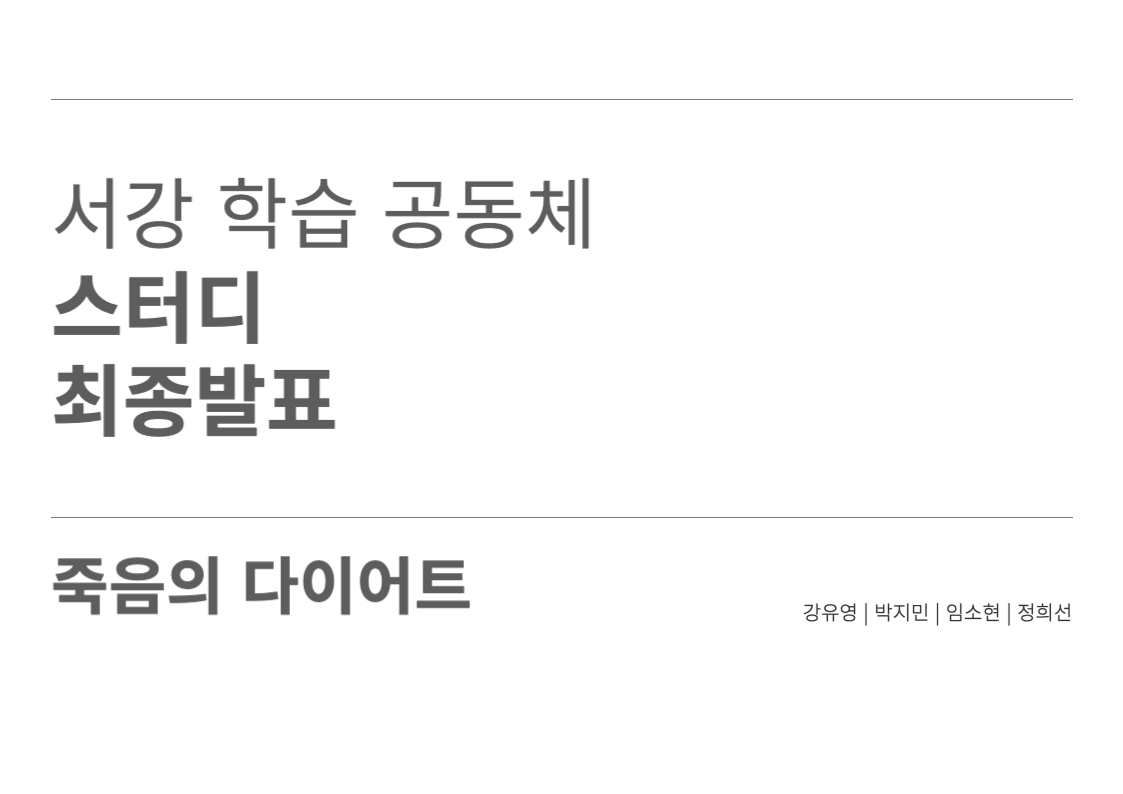 서강 학습 공동체
스터디
최종발표
죽음의 다이어트
강유영 | 박지민 | 임소현 | 정희선